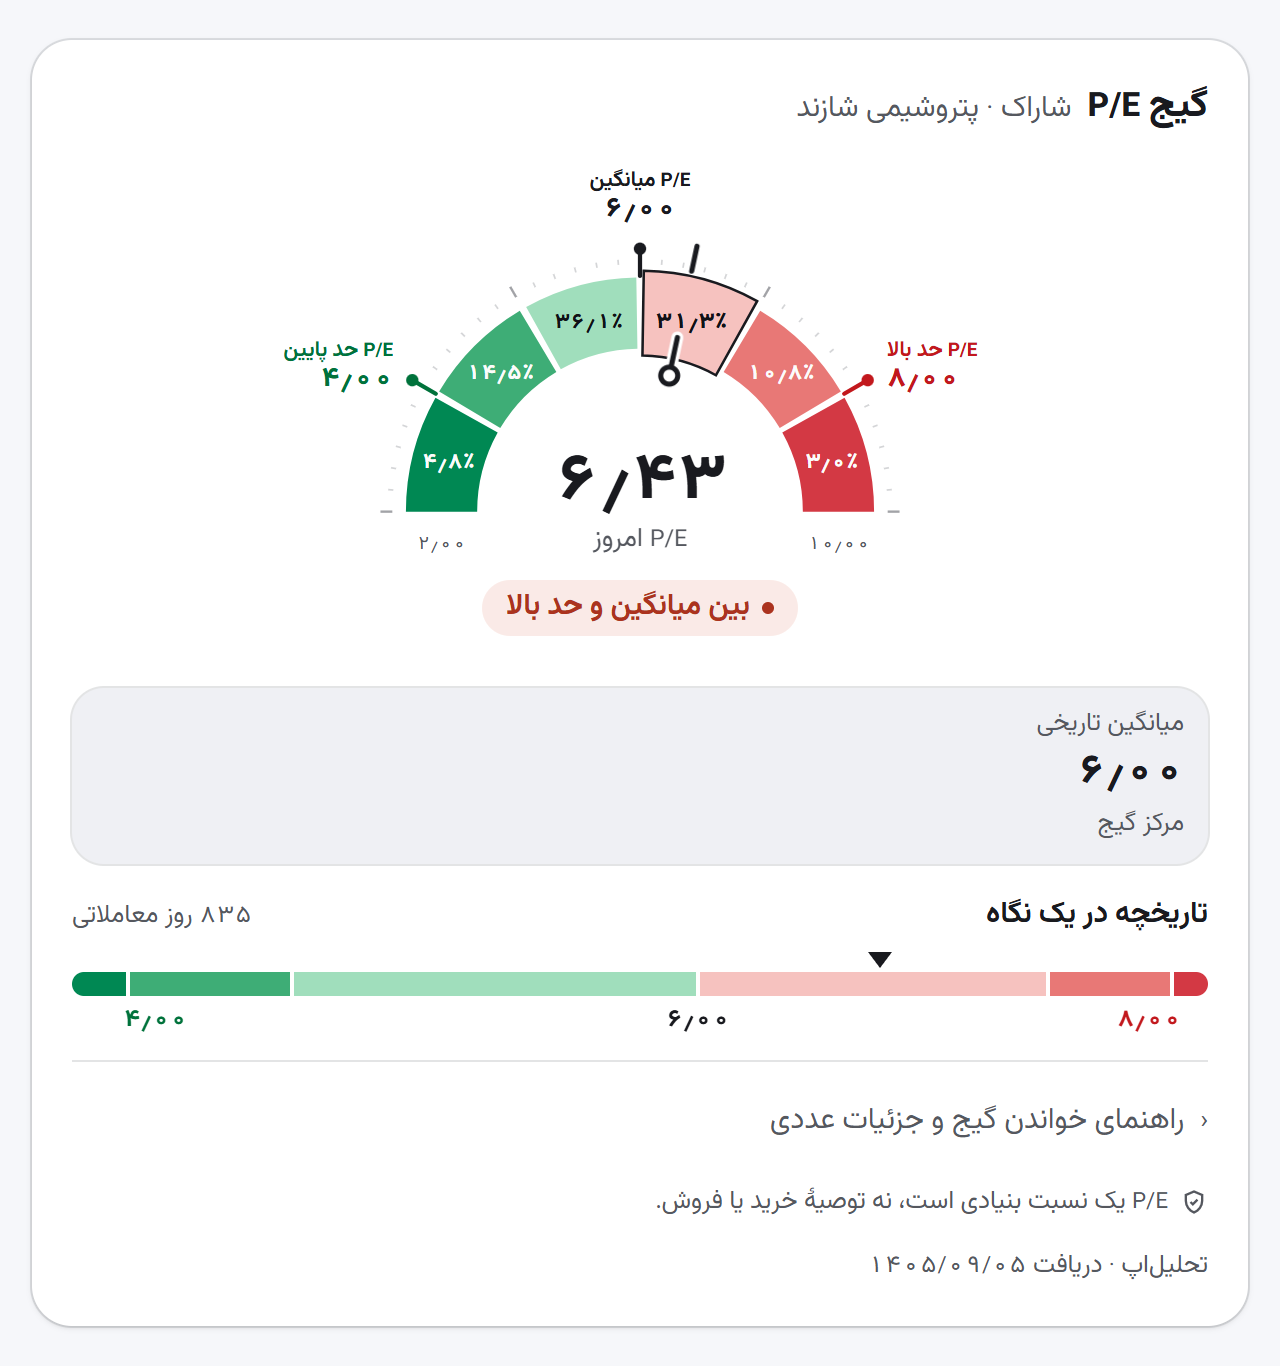 گیج P/E شاراک · پتروشیمی شازند
P/E میانگین
۶٫۰۰
۳۶٫۱٪
۳۱٫۳٪
P/E حد پایین
۴٫۰۰
۱۴٫۵٪
۱۰٫۸٪
P/E حد بالا
۸٫۰۰
۴٫۸٪
۳٫۰٪
۶٫۴۳
P/E امروز
۲٫۰۰
۱۰٫۰۰
بین میانگین و حد بالا
میانگین تاریخی
۶٫۰۰
مرکز گیج
تاریخچه در یک نگاه
۸۳۵ روز معاملاتی
۴٫۰۰
۶٫۰۰
۸٫۰۰
راهنمای خواندن گیج و جزئیات عددی
P/E یک نسبت بنیادی است، نه توصیهٔ خرید یا فروش.
تحلیل‌اپ · دریافت ۱۴۰۵/۰۹/۰۵